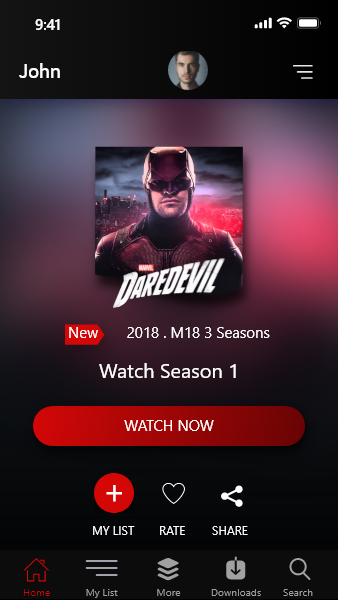 9:41
John
MARVEL
DAREDEVIL
New 2018 . M18 3 Seasons
Watch Season 1
WATCH NOW
MY LIST RATE SHARE
Home My List More Downloads Search